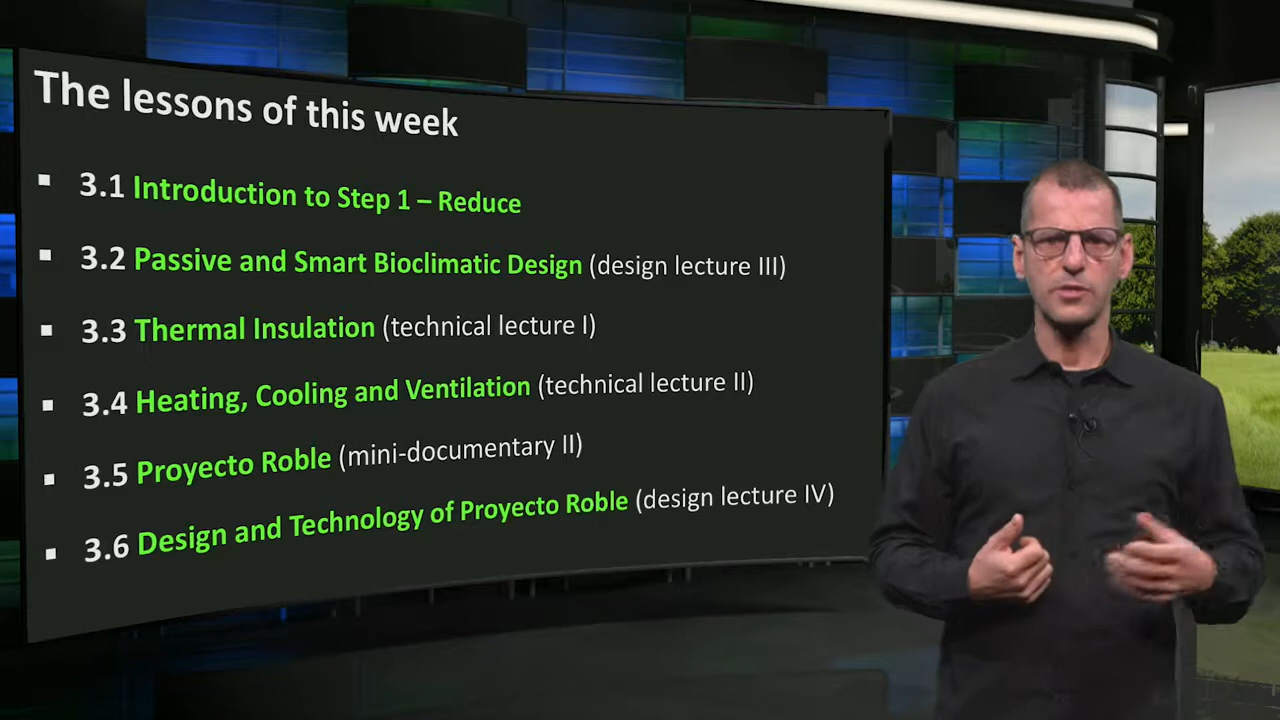 The lessons of this week
▪ 3.1 Introduction to Step 1 – Reduce
▪ 3.2 Passive and Smart Bioclimatic Design (design lecture III)
▪ 3.3 Thermal Insulation (technical lecture I)
▪ 3.4 Heating, Cooling and Ventilation (technical lecture II)
▪ 3.5 Proyecto Roble (mini-documentary II)
▪ 3.6 Design and Technology of Proyecto Roble (design lecture IV)